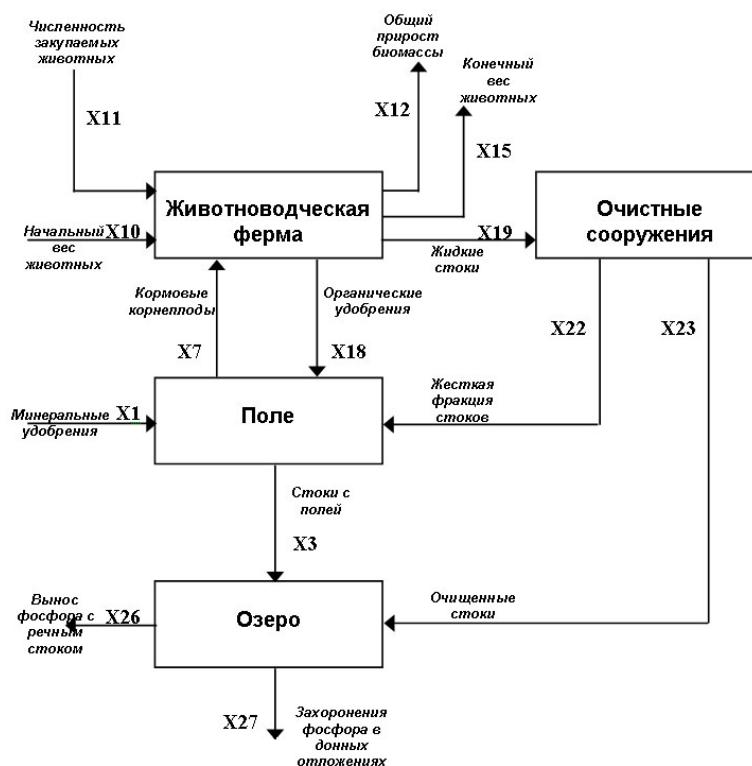 Численность
закупаемых
животных
X11
Общий
прирост
биомассы
X12
Конечный
вес
животных
X15
Животноводческая
ферма
Очистные
сооружения
Начальный
вес
животных
X10
X19
Жидкие
стоки
Кормовые
корнеплоды
X7
Органические
удобрения
X18
X22
X23
Минеральные
удобрения
X1
Поле
Жесткая
фракция
стоков
Стоки с
полей
X3
Вынос
фосфора с
речным
стоком
X26
Озеро
Очищенные
стоки
X27
Захоронения
фосфора в
донных
отложениях